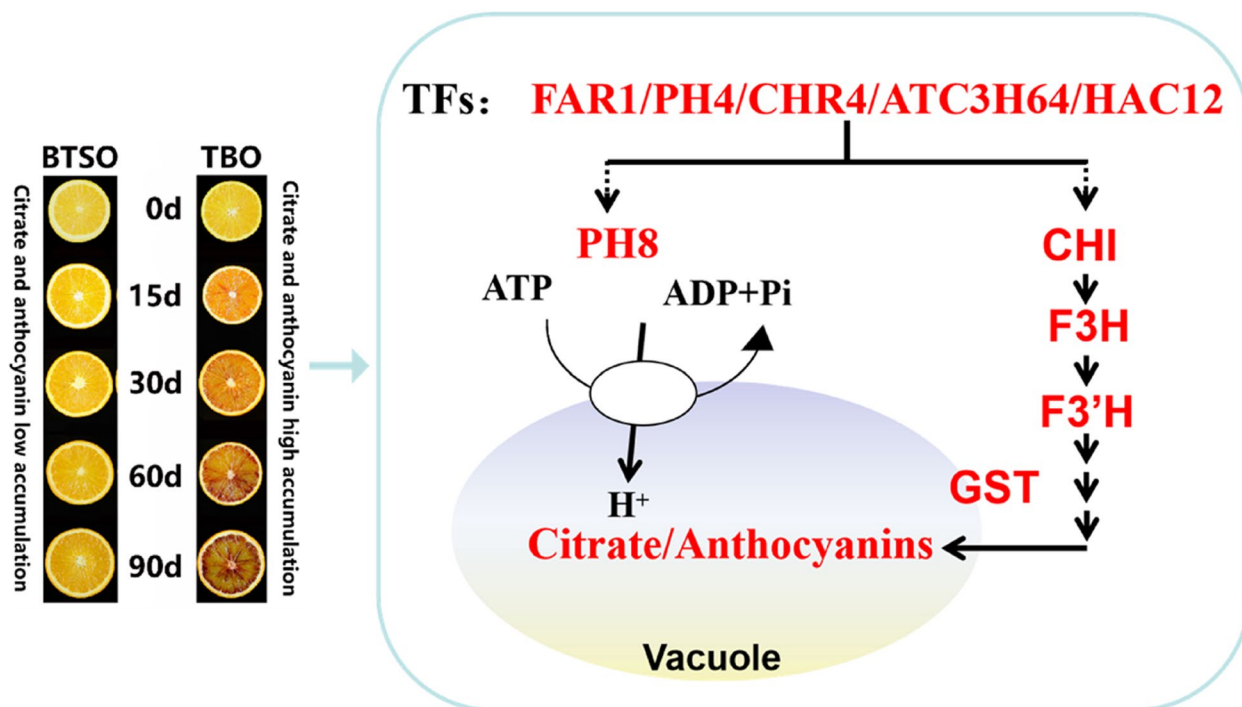 BTSO
TBO
Citrate and anthocyanin low accumulation
0d
15d
30d
60d
90d
Citrate and anthocyanin high accumulation
TFs: FAR1/PH4/CHR4/ATC3H64/HAC12
PH8
ATP
ADP+Pi
H⁺
CHI
F3H
F3’H
GST
Citrate/Anthocyanins
Vacuole